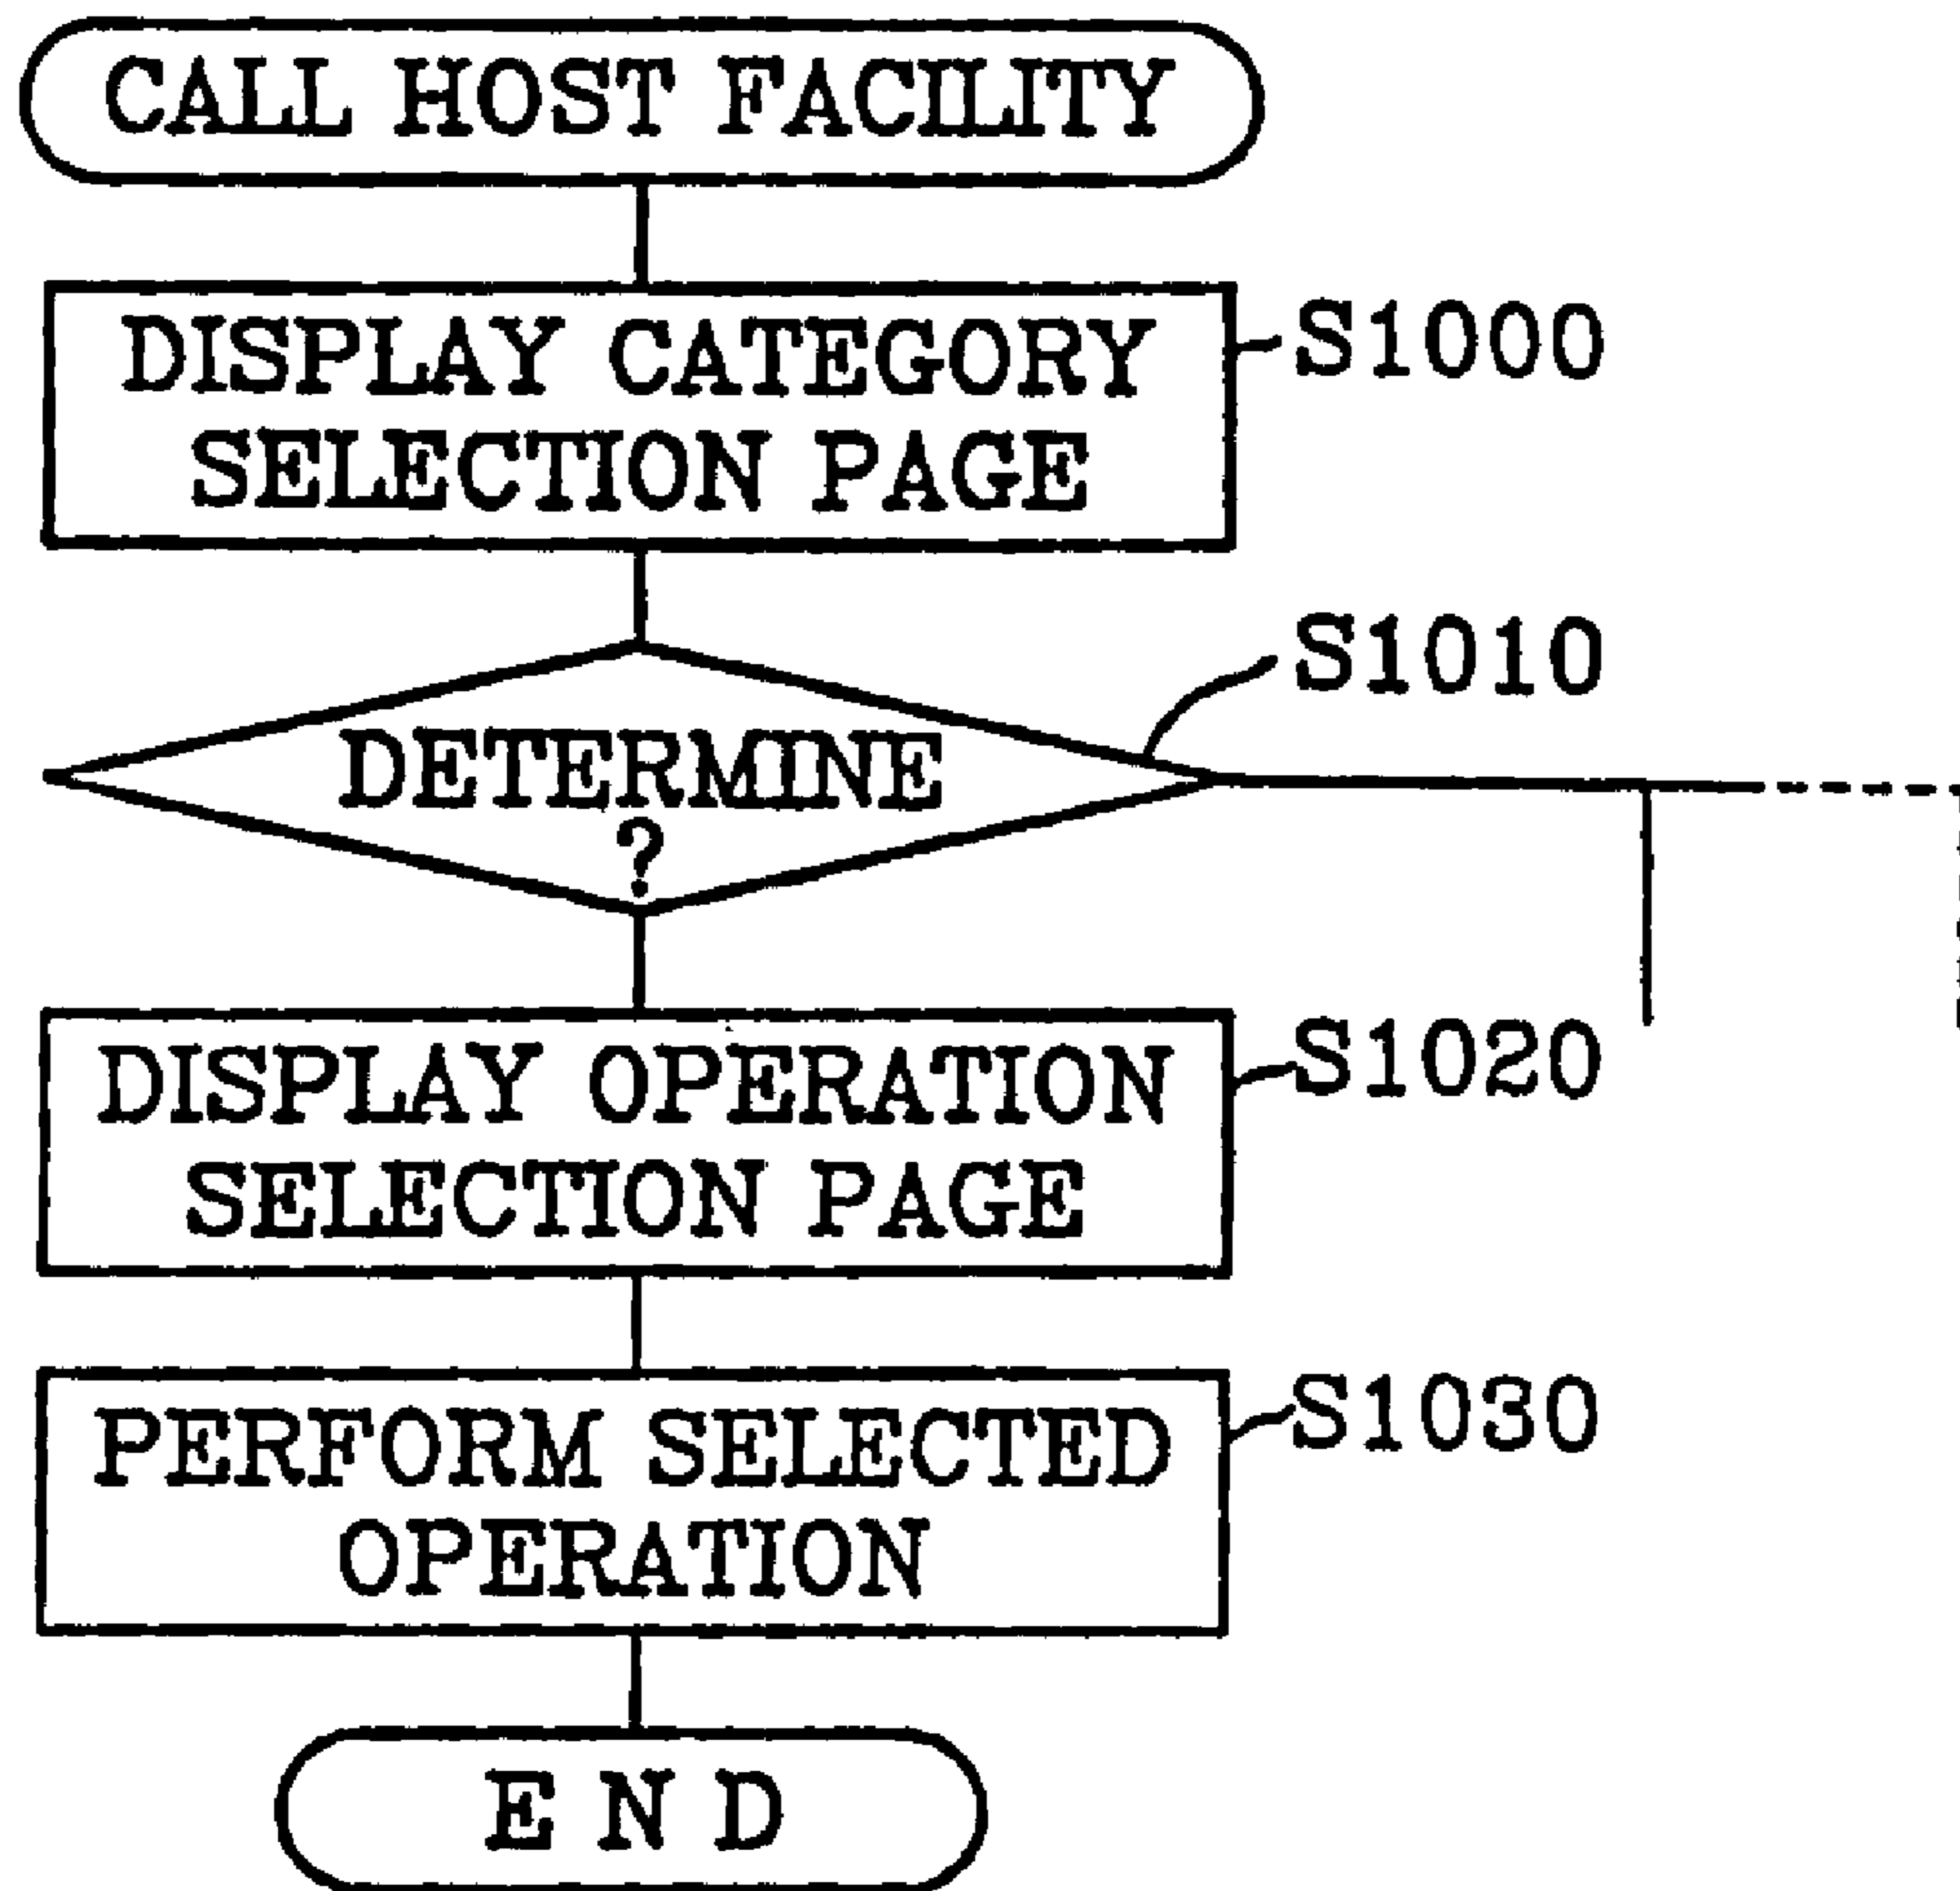 CALL HOST FACILITY
DISPLAY CATEGORY
SELECTION PAGE
S1000
S1010
DETERMINE
?
DISPLAY OPERATION
SELECTION PAGE
S1020
PERFORM SELECTED
OPERATION
S1030
END